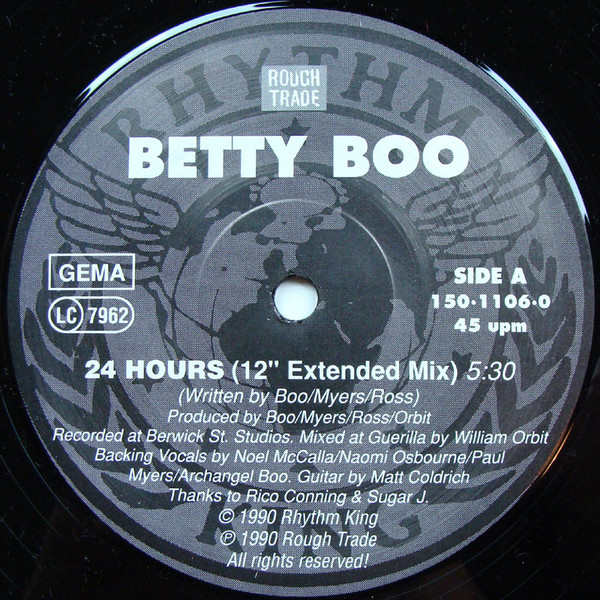 RHYTHM
ROUGH
TRADE
BETTY BOO
GEMA
LC 7962
SIDE A
150·1106·0
45 upm
24 HOURS (12" Extended Mix) 5:30
(Written by Boo/Myers/Ross)
Produced by Boo/Myers/Ross/Orbit
Recorded at Berwick St. Studios. Mixed at Guerilla by William Orbit
Backing Vocals by Noel McCalla/Naomi Osbourne/Paul
Myers/Archangel Boo. Guitar by Matt Coldrich
Thanks to Rico Conning & Sugar J.
© 1990 Rhythm King
℗ 1990 Rough Trade
All rights reserved!
KING